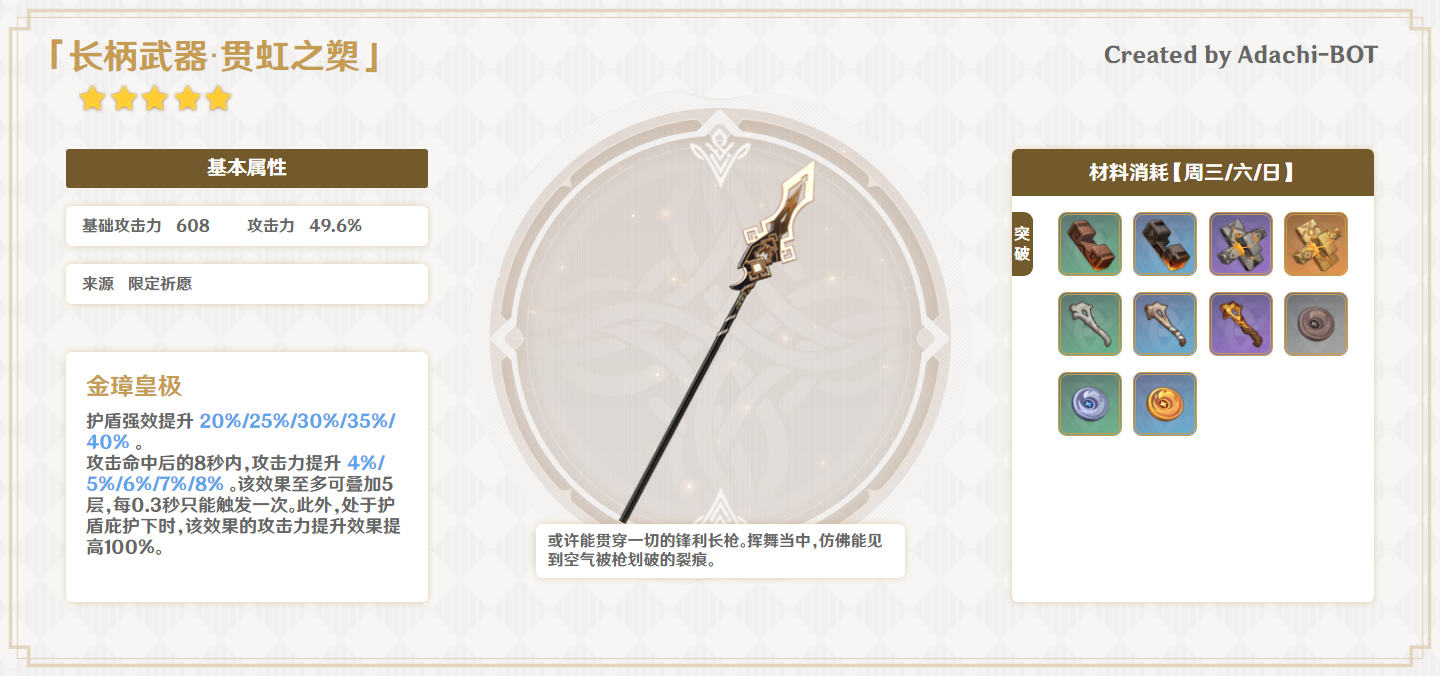 「长柄武器·贯虹之槊」
Created by Adachi-BOT
基本属性
基础攻击力 608 攻击力 49.6%
来源 限定祈愿
金璋皇极
护盾强效提升 20%/25%/30%/35%/
40% 。
攻击命中后的8秒内,攻击力提升 4%/
5%/6%/7%/8% 。该效果至多可叠加5
层,每0.3秒只能触发一次。此外,处于护
盾庇护下时,该效果的攻击力提升效果提
高100%。
或许能贯穿一切的锋利长枪。挥舞当中,仿佛能见
到空气被枪划破的裂痕。
材料消耗【周三/六/日】
突
破